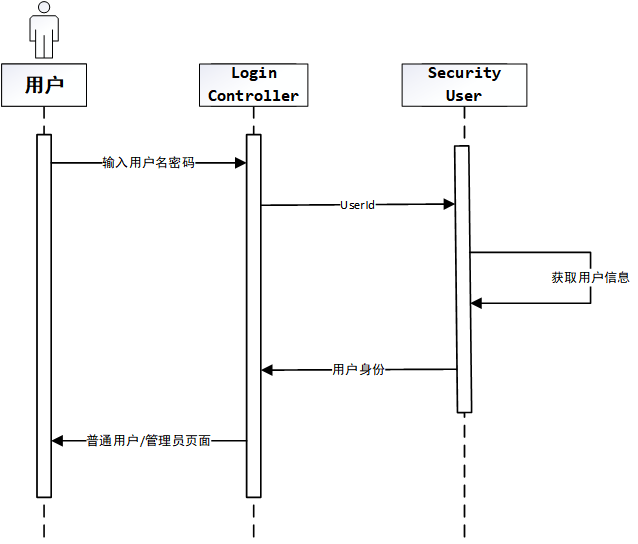 用户
Login
Controller
Security
User
输入用户名密码
UserId
获取用户信息
用户身份
普通用户/管理员页面